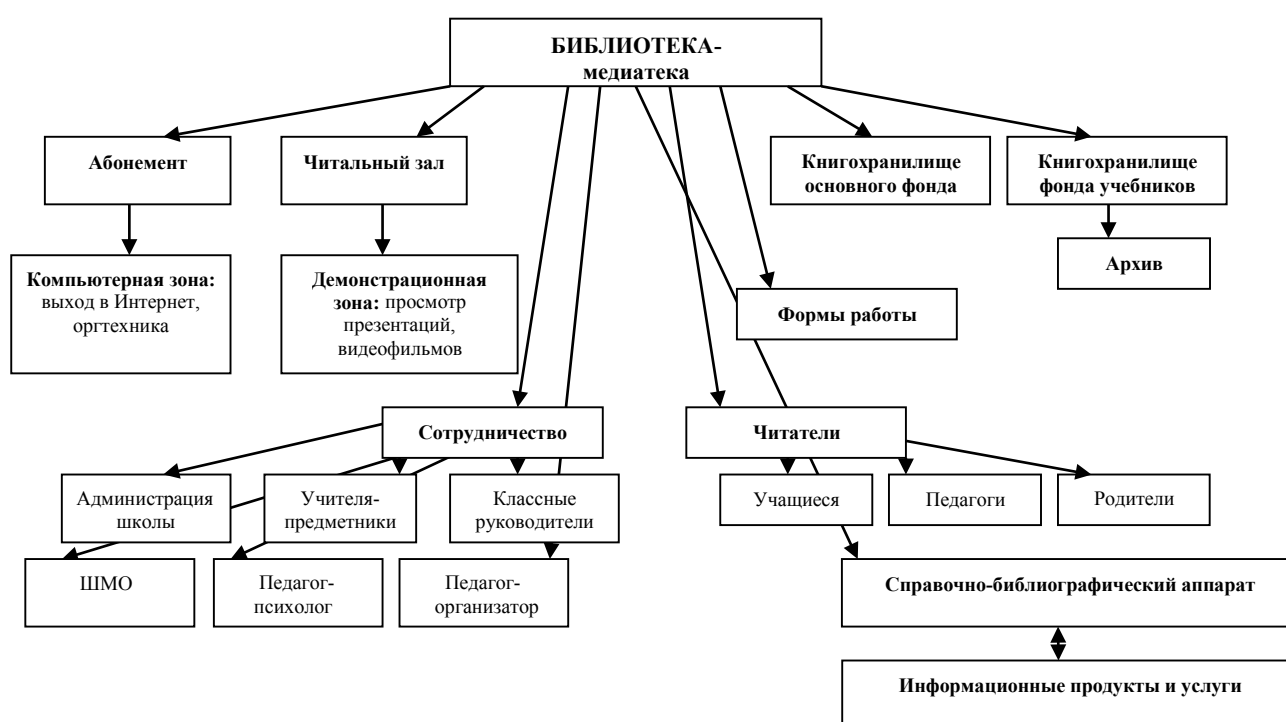 БИБЛИОТЕКА-
медиатека
Абонемент
Читальный зал
Книгохранилище
основного фонда
Книгохранилище
фонда учебников
Компьютерная зона:
выход в Интернет,
оргтехника
Демонстрационная
зона: просмотр
презентаций,
видеофильмов
Архив
Формы работы
Сотрудничество
Читатели
Администрация
школы
Учителя-
предметники
Классные
руководители
Учащиеся
Педагоги
Родители
ШМО
Педагог-
психолог
Педагог-
организатор
Справочно-библиографический аппарат
Информационные продукты и услуги